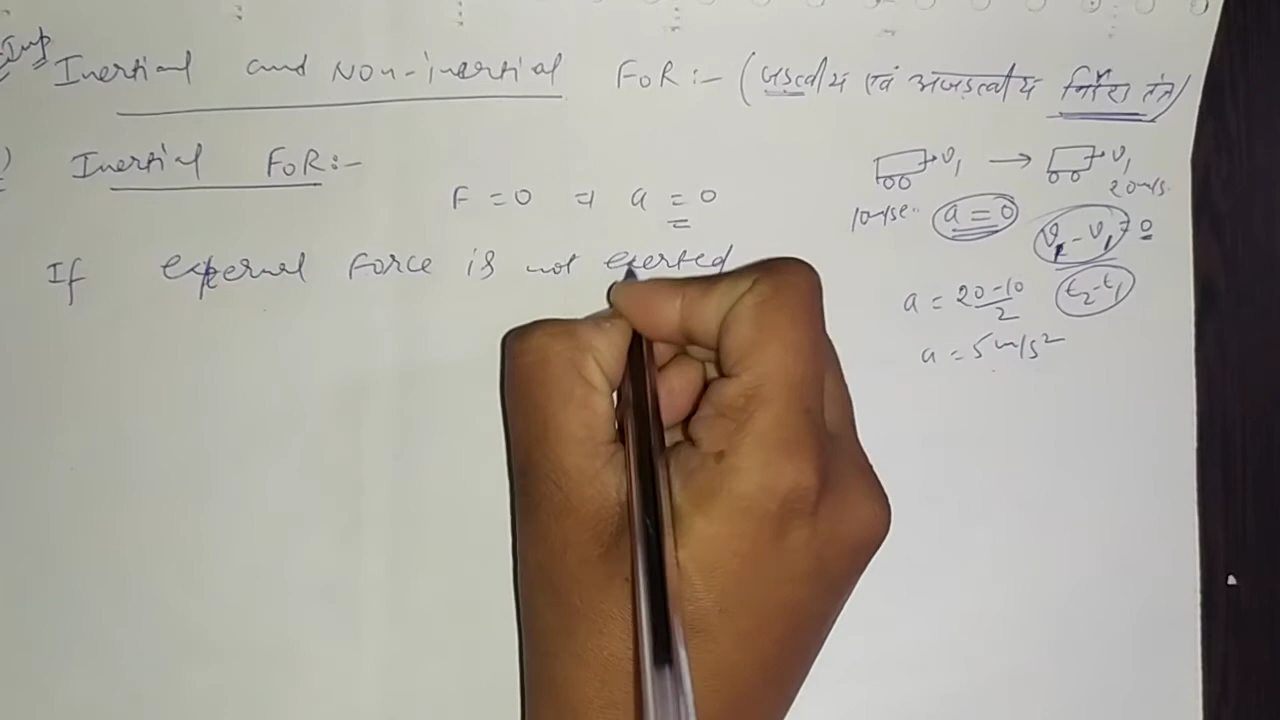 Imp
Inertial and Non-inertial FoR:- (जड़त्वीय एवं अजड़त्वीय निर्देश तंत्र)
Inertial FoR:-
F = 0 ⇒ a = 0
If external force is not exerted
v₁ → v₁
10m/sec. a = 0 20m/s.
v₂ - v₁ = 0
t₂-t₁
a = 20-10
2
a = 5m/s²